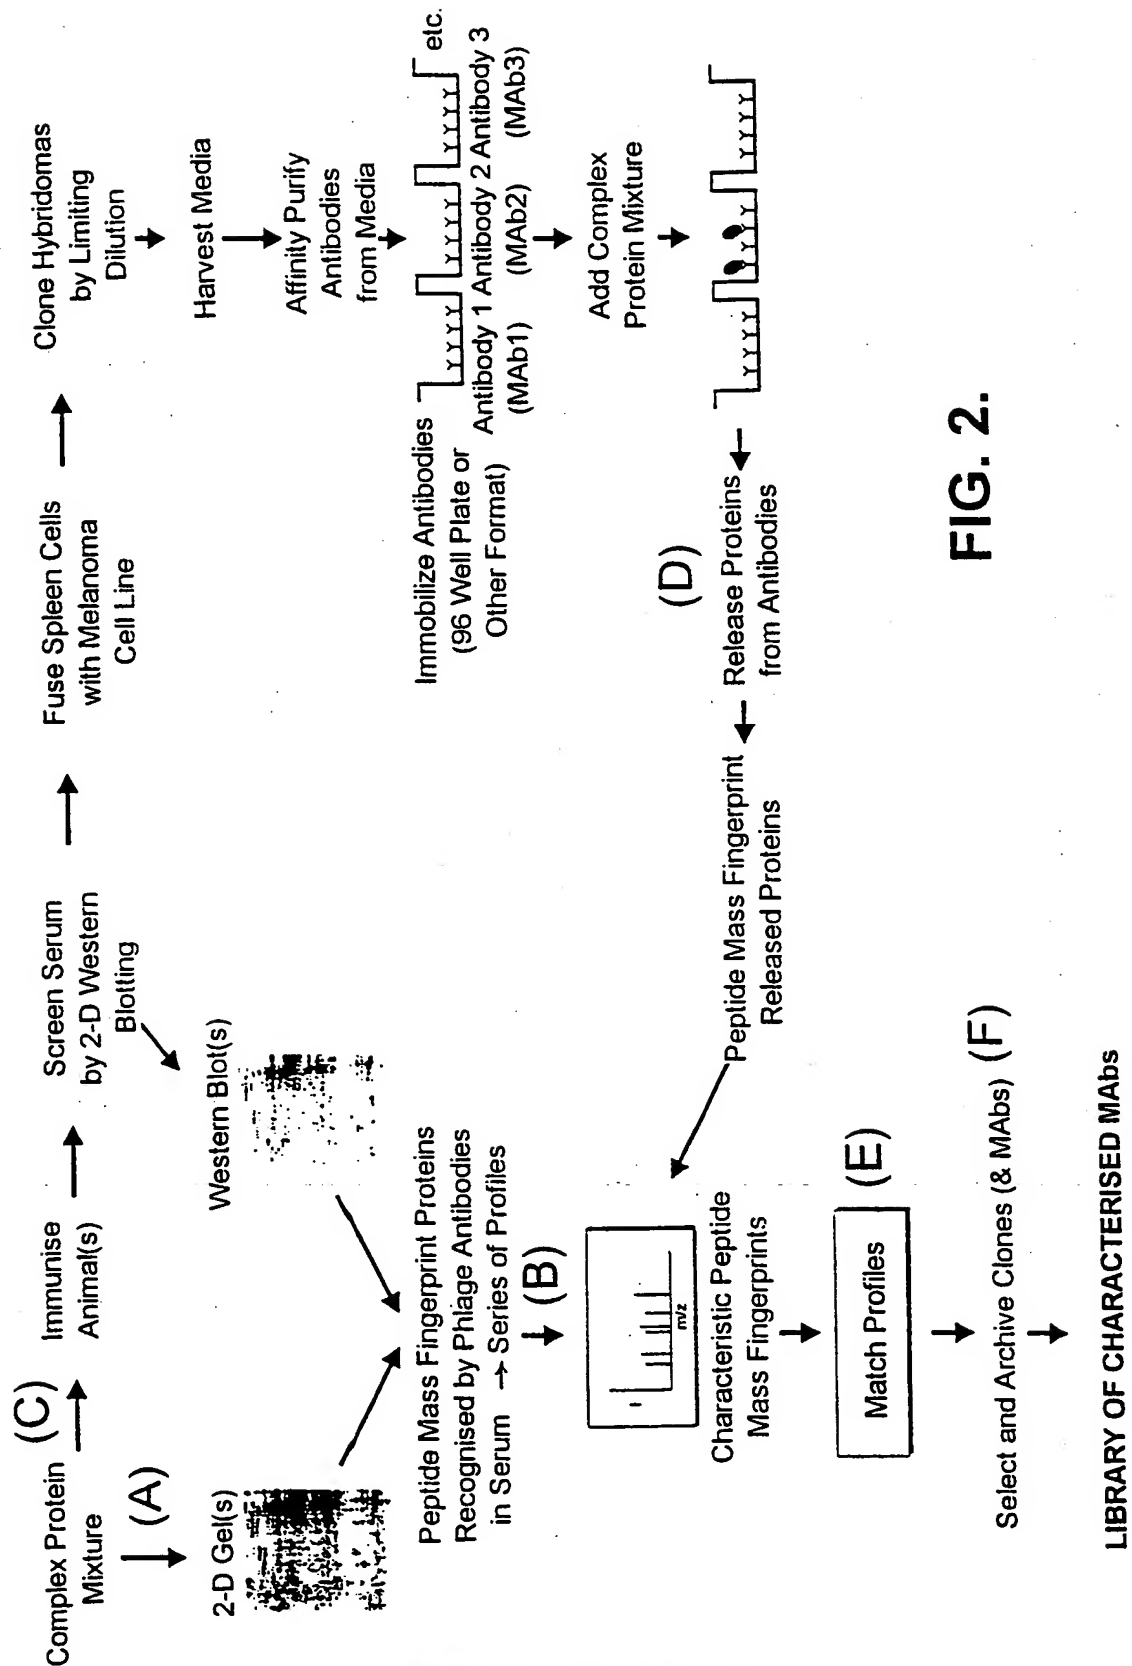 Complex Protein
Mixture
(C)
Immunise
Animal(s)
Screen Serum
by 2-D Western
Blotting
Fuse Spleen Cells
with Melanoma
Cell Line
Clone Hybridomas
by Limiting
Dilution
Harvest Media
Affinity Purify
Antibodies
from Media
Immobilize Antibodies
(96 Well Plate or
Other Format)
etc.
Antibody 1 Antibody 2 Antibody 3
(MAb1) (MAb2) (MAb3)
Add Complex
Protein Mixture
(D)
Release Proteins
from Antibodies
Peptide Mass Fingerprint
Released Proteins
(A)
2-D Gel(s)
Western Blot(s)
Peptide Mass Fingerprint Proteins
Recognised by Phlage Antibodies
in Serum → Series of Profiles
(B)
m/z
Characteristic Peptide
Mass Fingerprints
Match Profiles
(E)
Select and Archive Clones (& MAbs)
(F)
LIBRARY OF CHARACTERISED MAbs
FIG. 2.